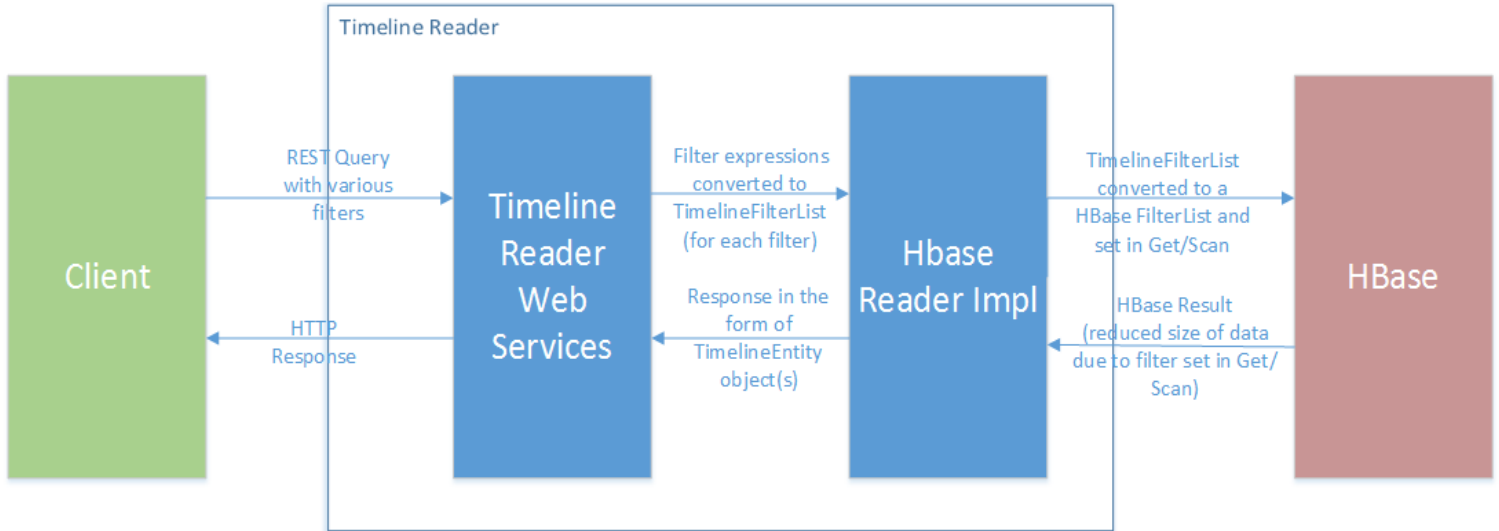 Timeline Reader
Client
REST Query
with various
filters
HTTP
Response
Timeline
Reader
Web
Services
Filter expressions
converted to
TimelineFilterList
(for each filter)
Response in the
form of
TimelineEntity
object(s)
Hbase
Reader Impl
TimelineFilterList
converted to a
HBase FilterList and
set in Get/Scan
HBase Result
(reduced size of data
due to filter set in Get/
Scan)
HBase